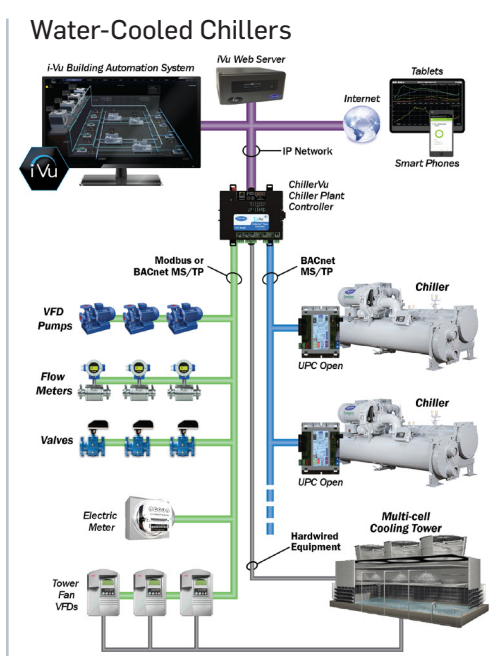 Water-Cooled Chillers
i-Vu Building Automation System
iVu Web Server
Tablets
Internet
i Vu
IP Network
Smart Phones
ChillerVu
Chiller Plant
Controller
Modbus or
BACnet MS/TP
BACnet
MS/TP
Chiller
VFD
Pumps
UPC Open
Flow
Meters
Chiller
Valves
UPC Open
Electric
Meter
Multi-cell
Cooling Tower
Hardwired
Equipment
Tower
Fan
VFDs